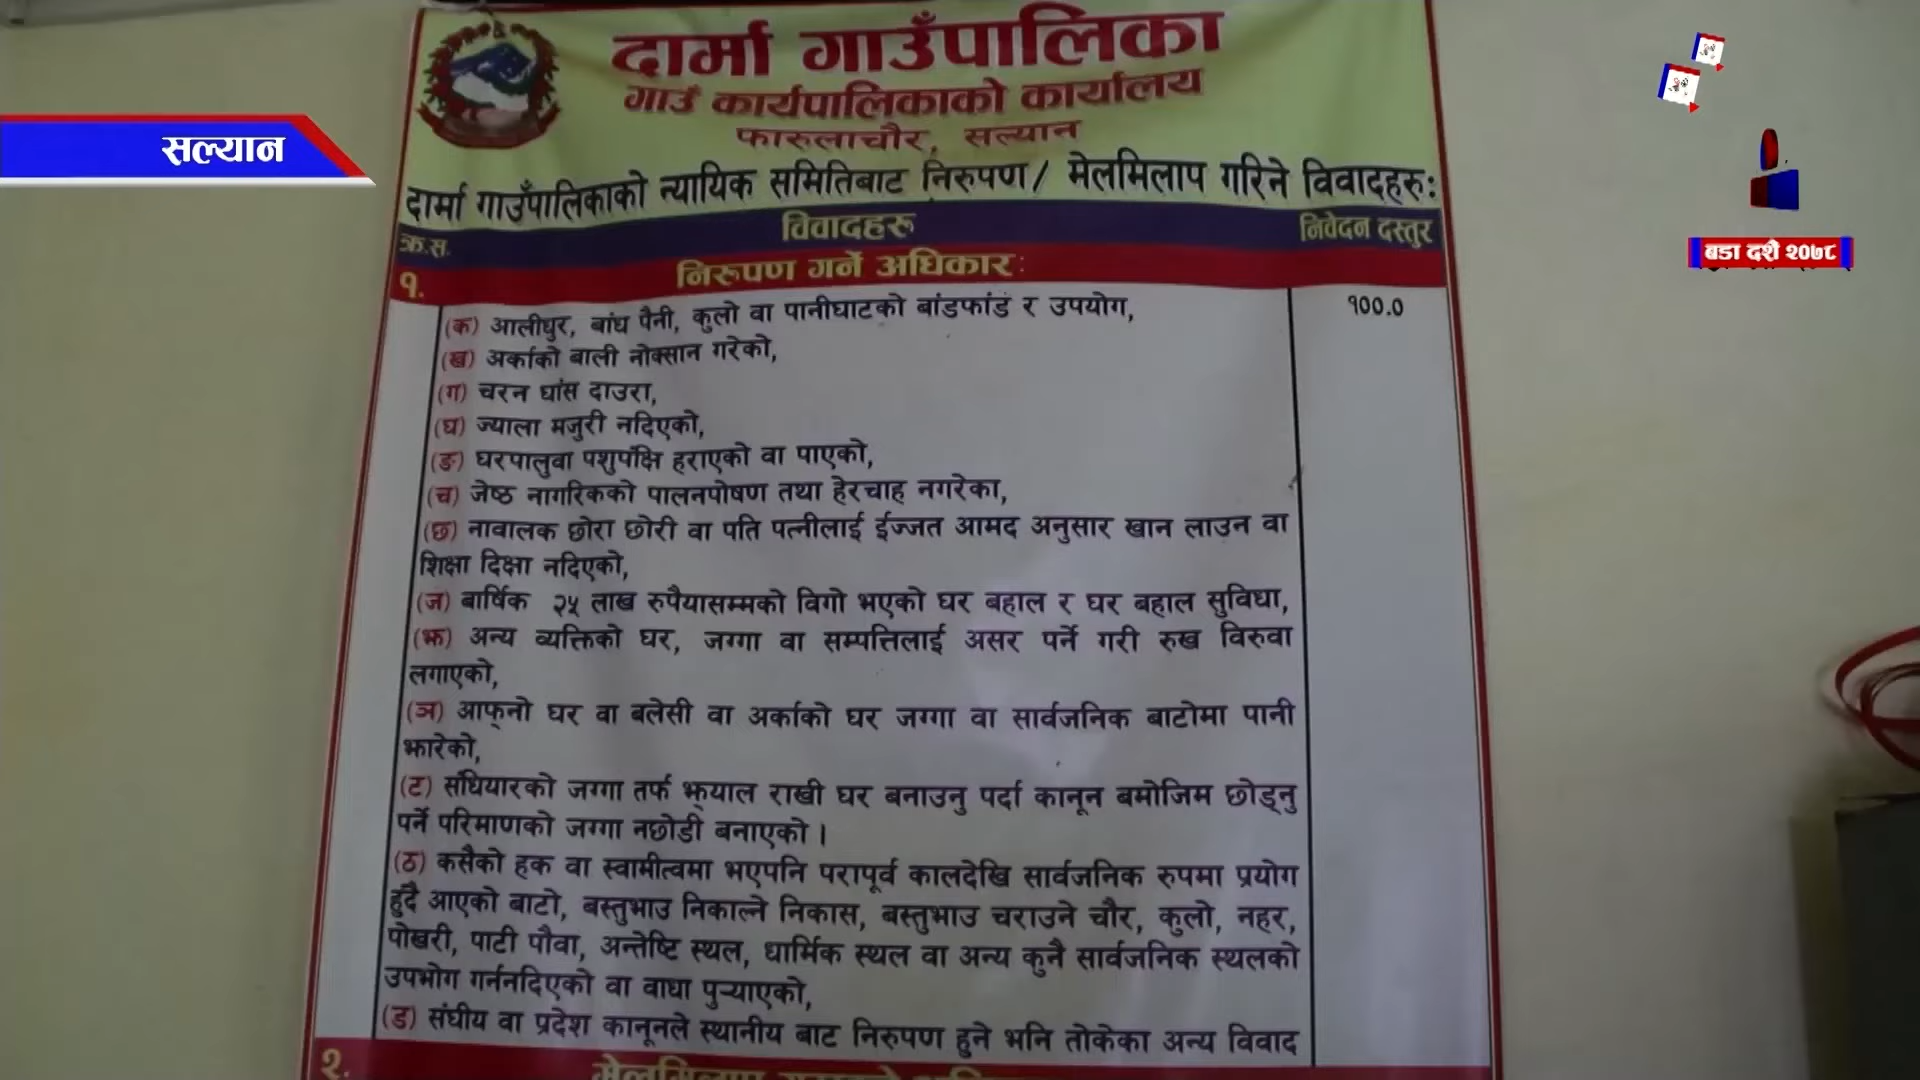 दार्मा गाउँपालिका
गाउँ कार्यपालिकाको कार्यालय
फारुलाचौर, सल्यान
सल्यान
बडा दशै २०७८
दार्मा गाउँपालिकाको न्यायिक समितिबाट निरुपण/ मेलमिलाप गरिने विवादहरुः
क्र.स. विवादहरु निवेदन दस्तुर
१. निरुपण गर्ने अधिकारः
(क) आलीधुर, बांध पैनी, कुलो वा पानीघाटको बांडफांड र उपयोग, १००.०
(ख) अर्काको बाली नोक्सान गरेको,
(ग) चरन घांस दाउरा,
(घ) ज्याला मजुरी नदिएको,
(ङ) घरपालुवा पशुपंक्षि हराएको वा पाएको,
(च) जेष्ठ नागरिकको पालनपोषण तथा हेरचाह नगरेका,
(छ) नावालक छोरा छोरी वा पति पत्नीलाई ईज्जत आमद अनुसार खान लाउन वा
शिक्षा दिक्षा नदिएको,
(ज) बार्षिक २५ लाख रुपैयासम्मको विगो भएको घर बहाल र घर बहाल सुविधा,
(झ) अन्य व्यक्तिको घर, जग्गा वा सम्पत्तिलाई असर पर्ने गरी रुख विरुवा
लगाएको,
(ञ) आफ्नो घर वा बलेसी वा अर्काको घर जग्गा वा सार्वजनिक बाटोमा पानी
झारेको,
(ट) संधियारको जग्गा तर्फ झ्याल राखी घर बनाउनु पर्दा कानून बमोजिम छोड्नु
पर्ने परिमाणको जग्गा नछोडी बनाएको ।
(ठ) कसैको हक वा स्वामीत्वमा भएपनि परापूर्व कालदेखि सार्वजनिक रुपमा प्रयोग
हुंदै आएको बाटो, बस्तुभाउ निकाल्ने निकास, बस्तुभाउ चराउने चौर, कुलो, नहर,
पोखरी, पाटी पौवा, अन्तेष्टि स्थल, धार्मिक स्थल वा अन्य कुनै सार्वजनिक स्थलको
उपभोग गर्ननदिएको वा वाधा पुर्‍याएको,
(ड) संघीय वा प्रदेश कानूनले स्थानीय बाट निरुपण हुने भनि तोकेका अन्य विवाद
२.